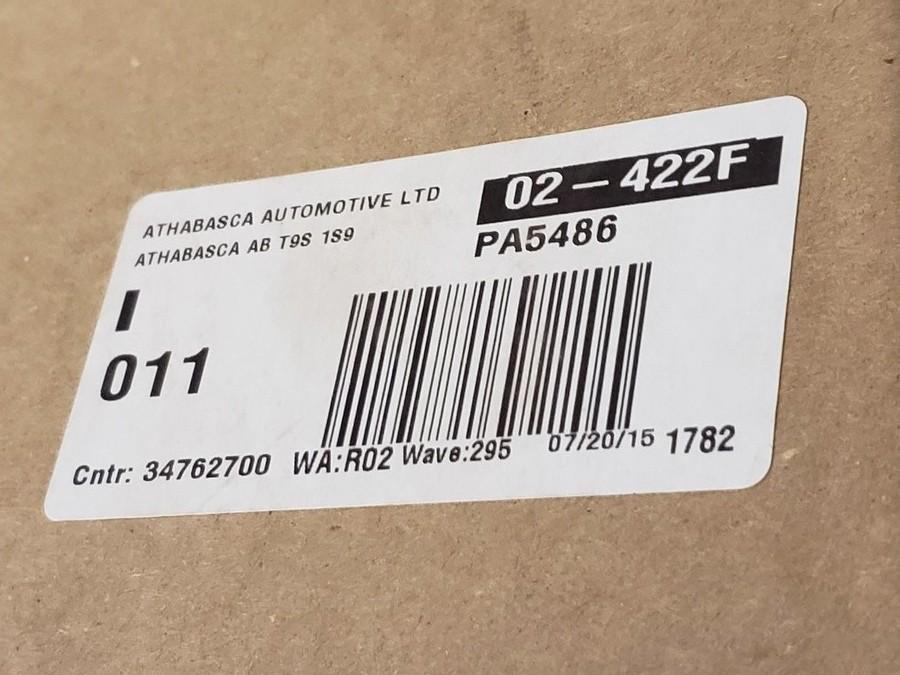 ATHABASCA AUTOMOTIVE LTD
ATHABASCA AB T9S 1S9
02-422F
PA5486
I
011
Cntr: 34762700 WA:R02 Wave:295 07/20/15 1782